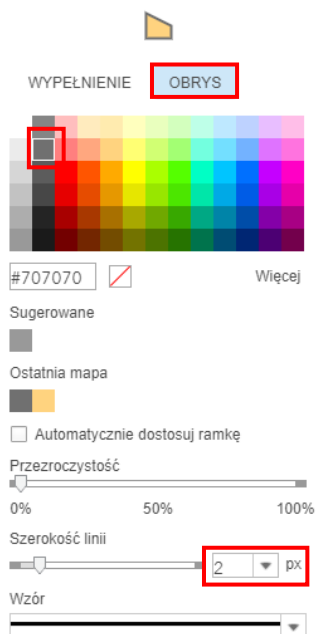 WYPEŁNIENIE OBRYS
#707070 Więcej
Sugerowane
Ostatnia mapa
Automatycznie dostosuj ramkę
Przezroczystość
0% 50% 100%
Szerokość linii
2 px
Wzór